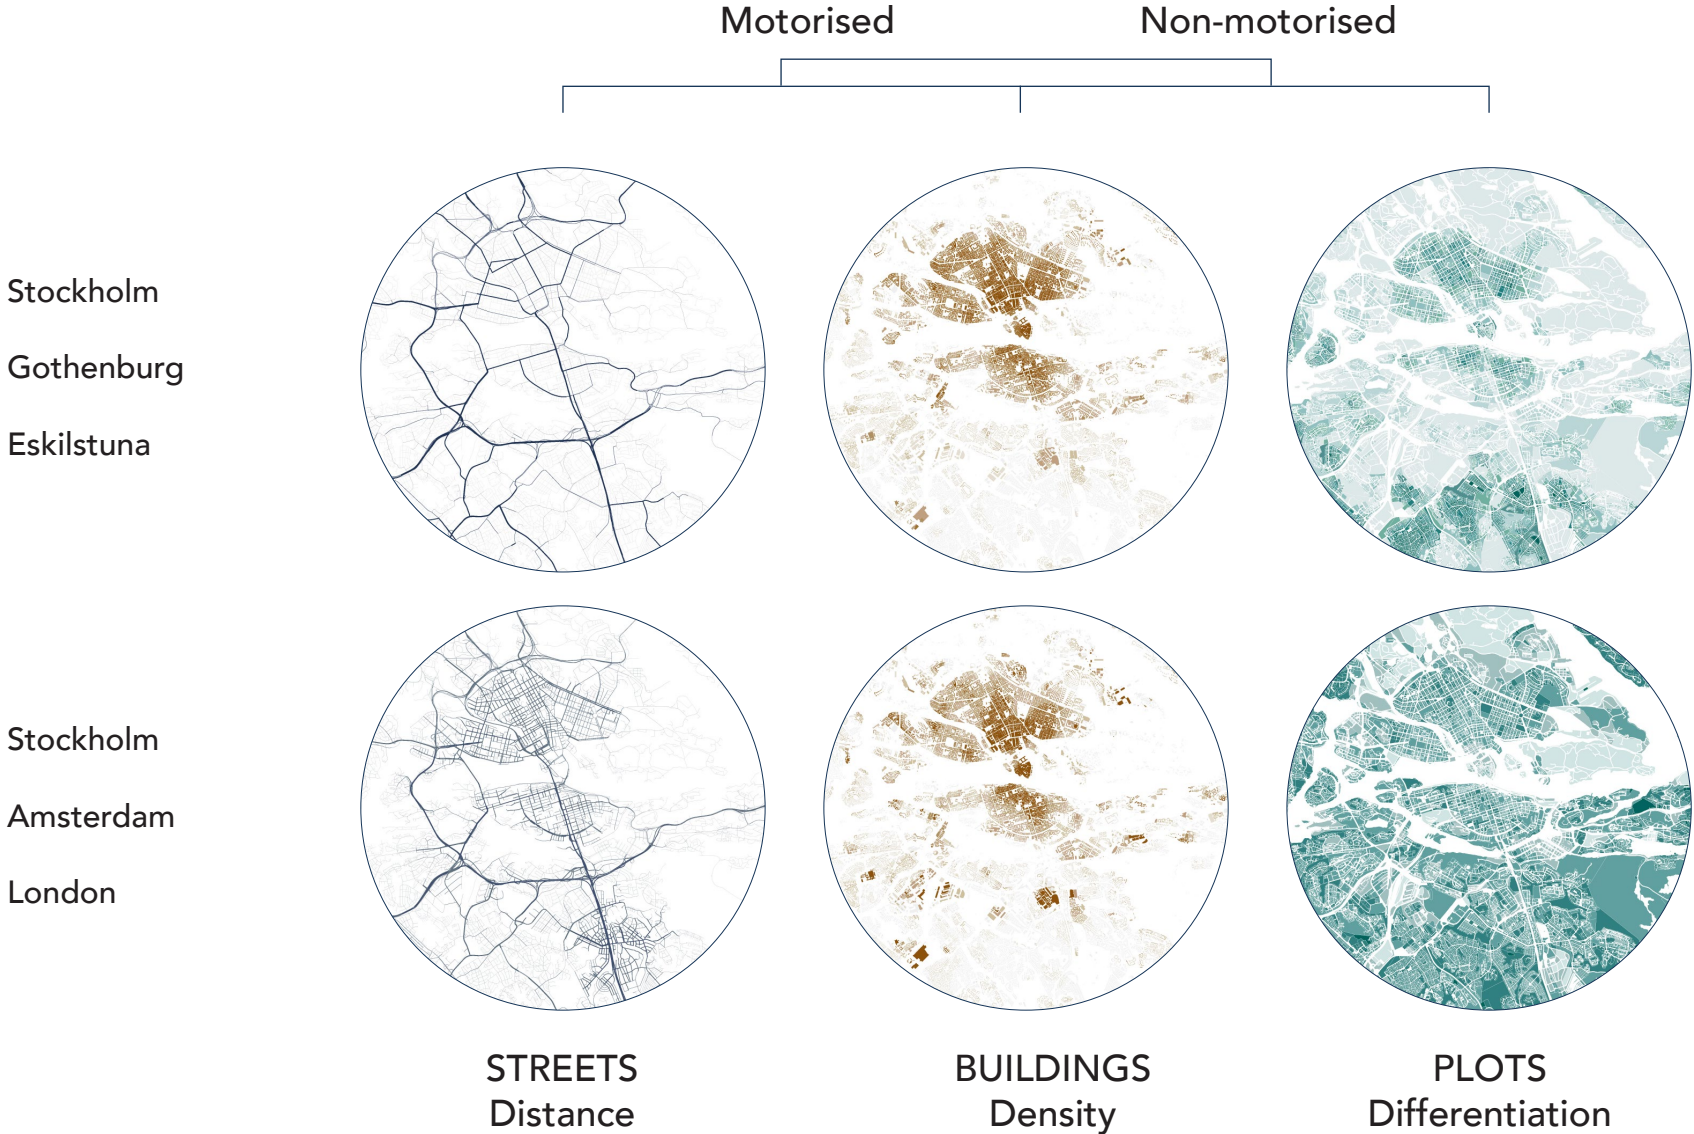 Motorised
Non-motorised
Stockholm
Gothenburg
Eskilstuna
Stockholm
Amsterdam
London
STREETS
Distance
BUILDINGS
Density
PLOTS
Differentiation